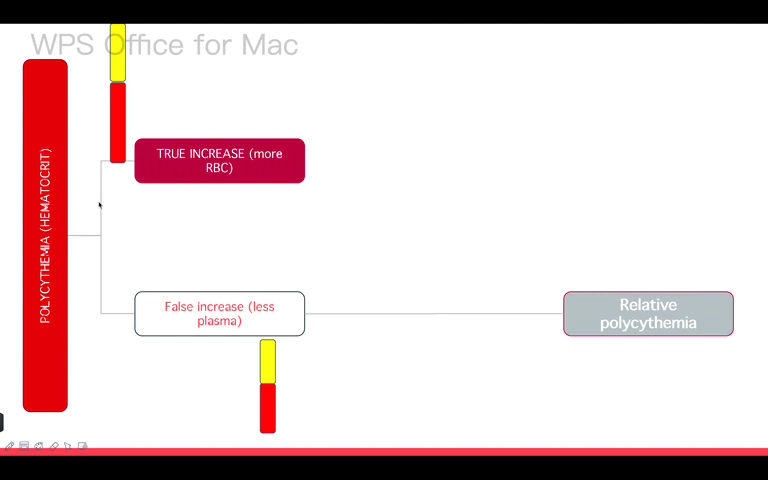 WPS Office for Mac
POLYCYTHEMIA (HEMATOCRIT)
TRUE INCREASE (more
RBC)
False increase (less
plasma)
Relative
polycythemia